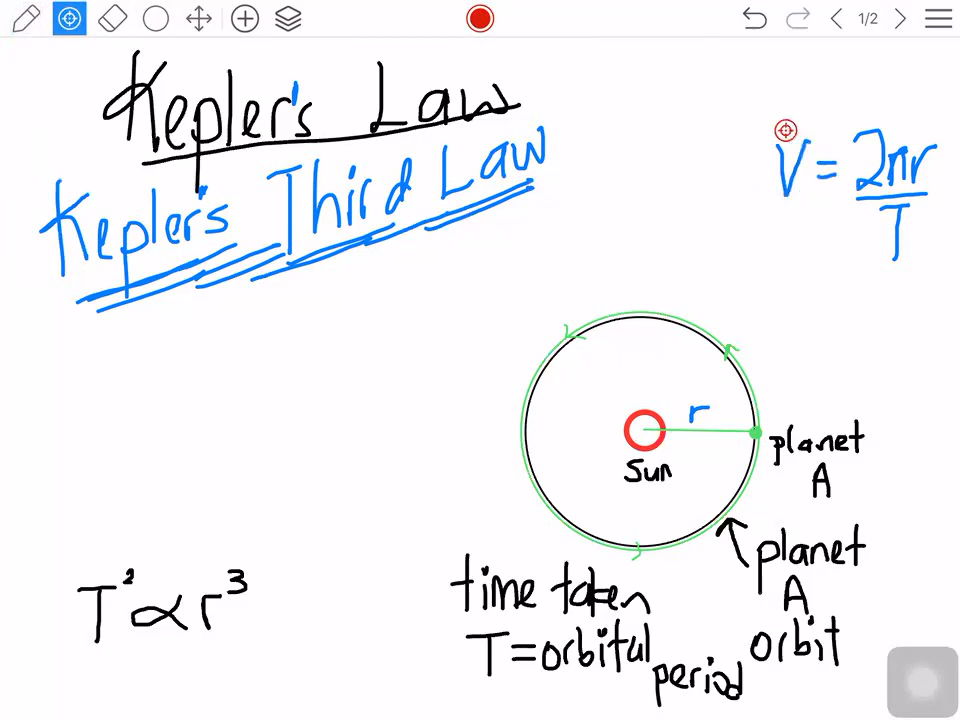 1/2
Kepler's Law
Kepler's Third Law
V = 2πr/T
r
Sun
planet
A
planet
A
orbit
time taken
T = orbital period
T² ∝ r³